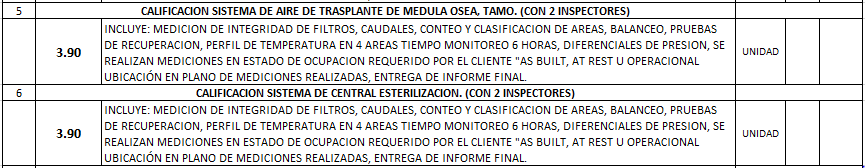 5 CALIFICACION SISTEMA DE AIRE DE TRASPLANTE DE MEDULA OSEA, TAMO. (CON 2 INSPECTORES)
INCLUYE: MEDICION DE INTEGRIDAD DE FILTROS, CAUDALES, CONTEO Y CLASIFICACION DE AREAS, BALANCEO, PRUEBAS
DE RECUPERACION, PERFIL DE TEMPERATURA EN 4 AREAS TIEMPO MONITOREO 6 HORAS, DIFERENCIALES DE PRESION, SE
3.90 REALIZAN MEDICIONES EN ESTADO DE OCUPACION REQUERIDO POR EL CLIENTE "AS BUILT, AT REST U OPERACIONAL UNIDAD
UBICACIÓN EN PLANO DE MEDICIONES REALIZADAS, ENTREGA DE INFORME FINAL.
6 CALIFICACION SISTEMA DE CENTRAL ESTERILIZACION. (CON 2 INSPECTORES)
INCLUYE: MEDICION DE INTEGRIDAD DE FILTROS, CAUDALES, CONTEO Y CLASIFICACION DE AREAS, BALANCEO, PRUEBAS
DE RECUPERACION, PERFIL DE TEMPERATURA EN 4 AREAS TIEMPO MONITOREO 6 HORAS, DIFERENCIALES DE PRESION, SE
3.90 REALIZAN MEDICIONES EN ESTADO DE OCUPACION REQUERIDO POR EL CLIENTE "AS BUILT, AT REST U OPERACIONAL UNIDAD
UBICACIÓN EN PLANO DE MEDICIONES REALIZADAS, ENTREGA DE INFORME FINAL.